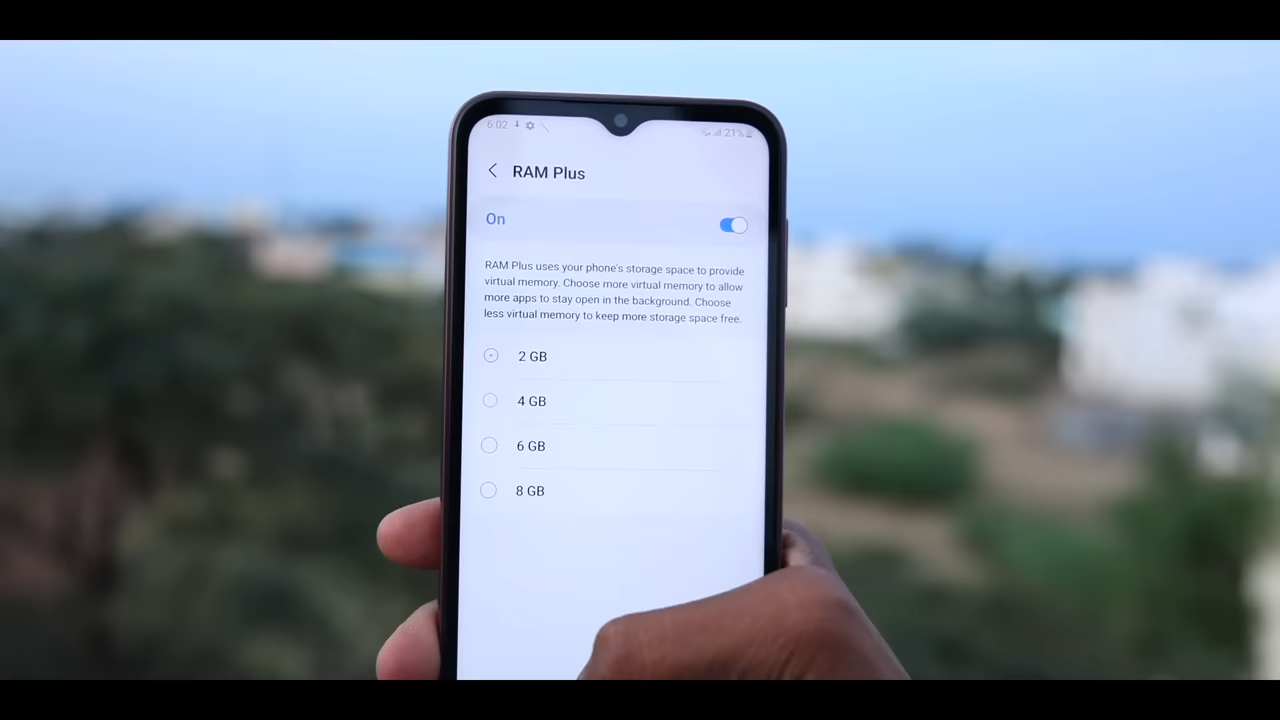 6:02 21%
RAM Plus
On
RAM Plus uses your phone's storage space to provide
virtual memory. Choose more virtual memory to allow
more apps to stay open in the background. Choose
less virtual memory to keep more storage space free.
2 GB
4 GB
6 GB
8 GB